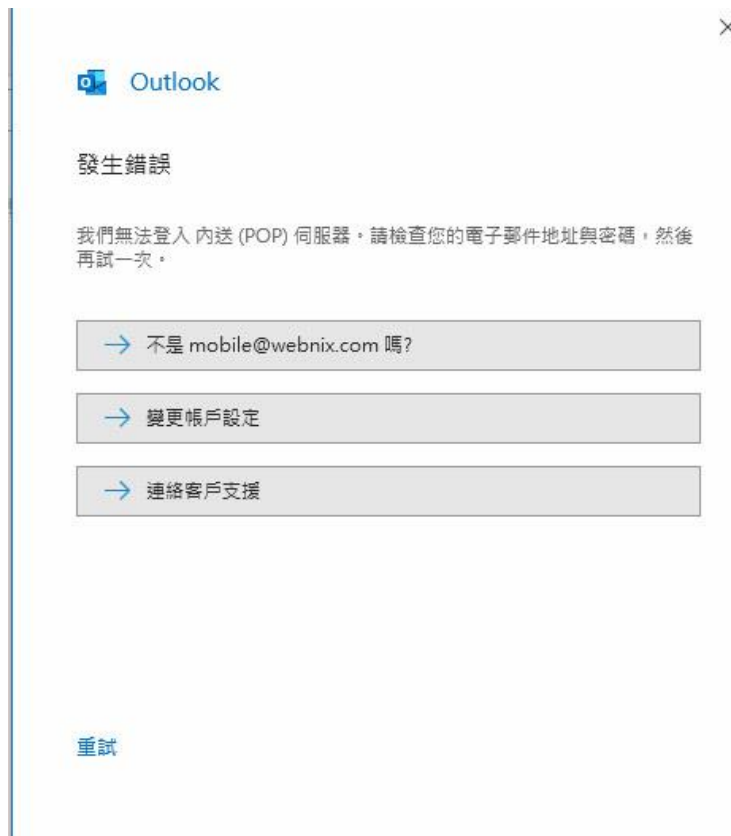 Outlook
發生錯誤
我們無法登入 內送 (POP) 伺服器。請檢查您的電子郵件地址與密碼，然後
再試一次。
不是 mobile@webnix.com 嗎?
變更帳戶設定
連絡客戶支援
重試